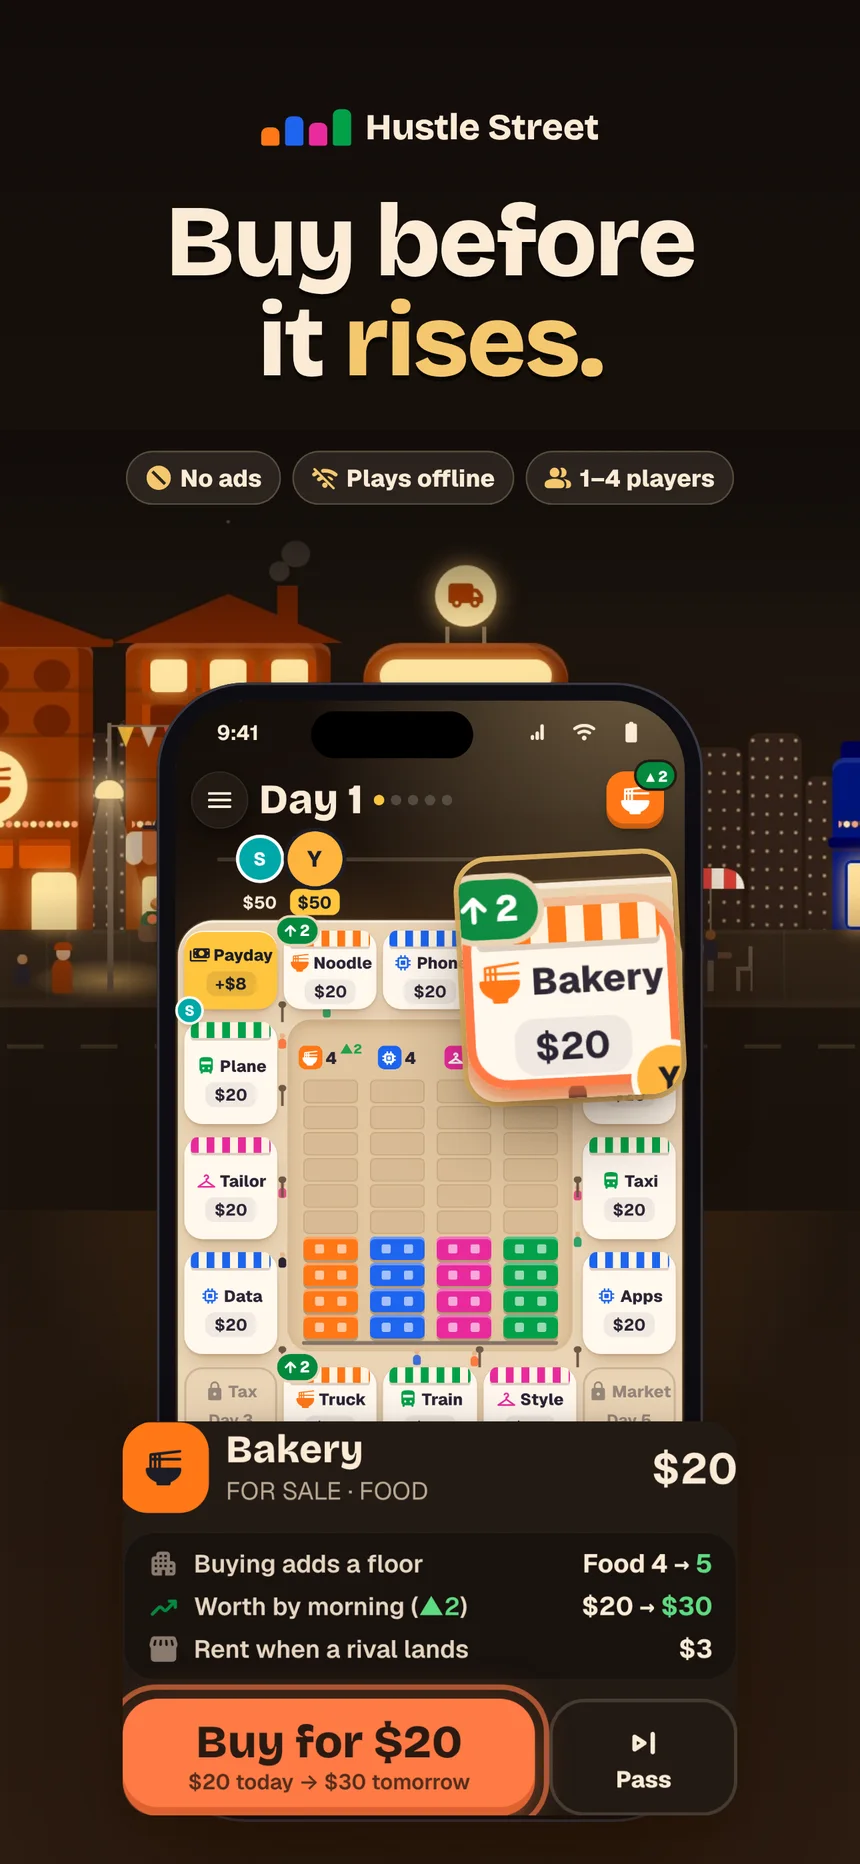 Hustle Street
Buy before
it rises.
No ads
Plays offline
1–4 players
9:41
Day 1
▲2
S
Y
$50
$50
↑2
Payday
+$8
Noodle
$20
Phon
$20
↑2
Bakery
$20
Y
S
Plane
$20
4 ▲2
4
Tailor
$20
Taxi
$20
Data
$20
Apps
$20
↑2
Tax
Day 3
Truck
Train
Style
Market
Day 5
Bakery
FOR SALE · FOOD
$20
Buying adds a floor
Food 4 → 5
Worth by morning (▲2)
$20 → $30
Rent when a rival lands
$3
Buy for $20
$20 today → $30 tomorrow
Pass